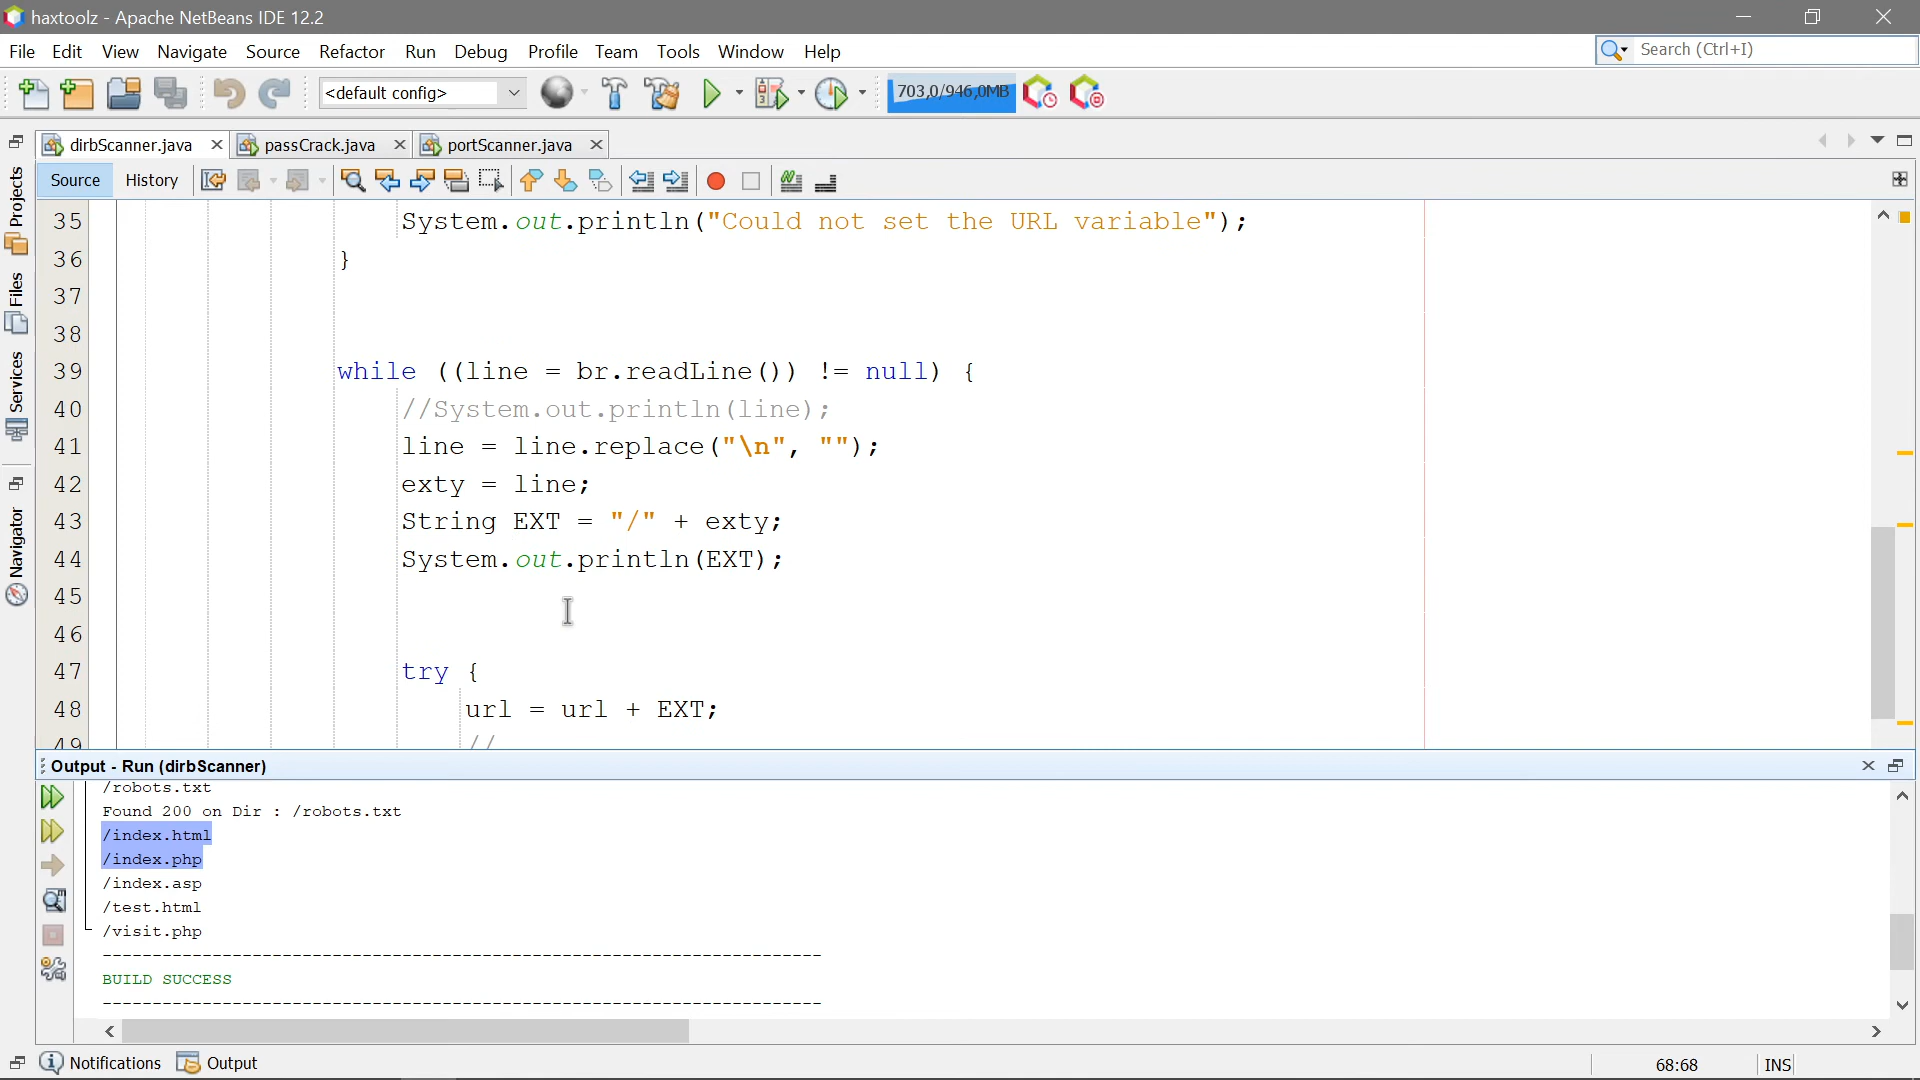 haxtoolz - Apache NetBeans IDE 12.2
File Edit View Navigate Source Refactor Run Debug Profile Team Tools Window Help
Search (Ctrl+I)
<default config>
703,0/946,0MB
dirbScanner.java passCrack.java portScanner.java
Source History
Projects
Files
Services
Navigator
35 System.out.println("Could not set the URL variable");
36 }
37
38
39 while ((line = br.readLine()) != null) {
40 //System.out.println(line);
41 line = line.replace("\n", "");
42 exty = line;
43 String EXT = "/" + exty;
44 System.out.println(EXT);
45
46
47 try {
48 url = url + EXT;
49 //
Output - Run (dirbScanner)
/robots.txt
Found 200 on Dir : /robots.txt
/index.html
/index.php
/index.asp
/test.html
/visit.php
------------------------------------------------------------------------
BUILD SUCCESS
------------------------------------------------------------------------
Notifications Output
68:68 INS